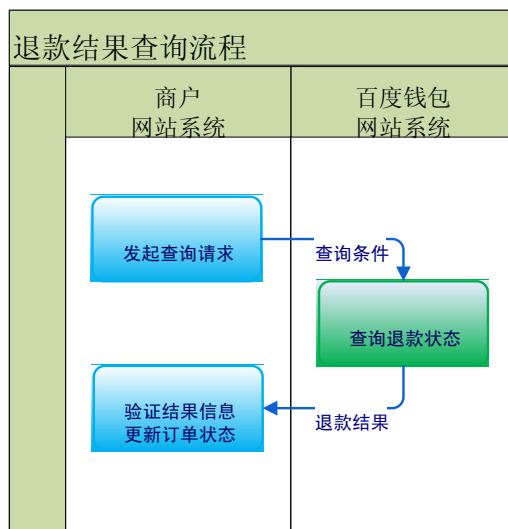 退款结果查询流程
商户
网站系统
百度钱包
网站系统
发起查询请求
查询条件
查询退款状态
验证结果信息
更新订单状态
退款结果